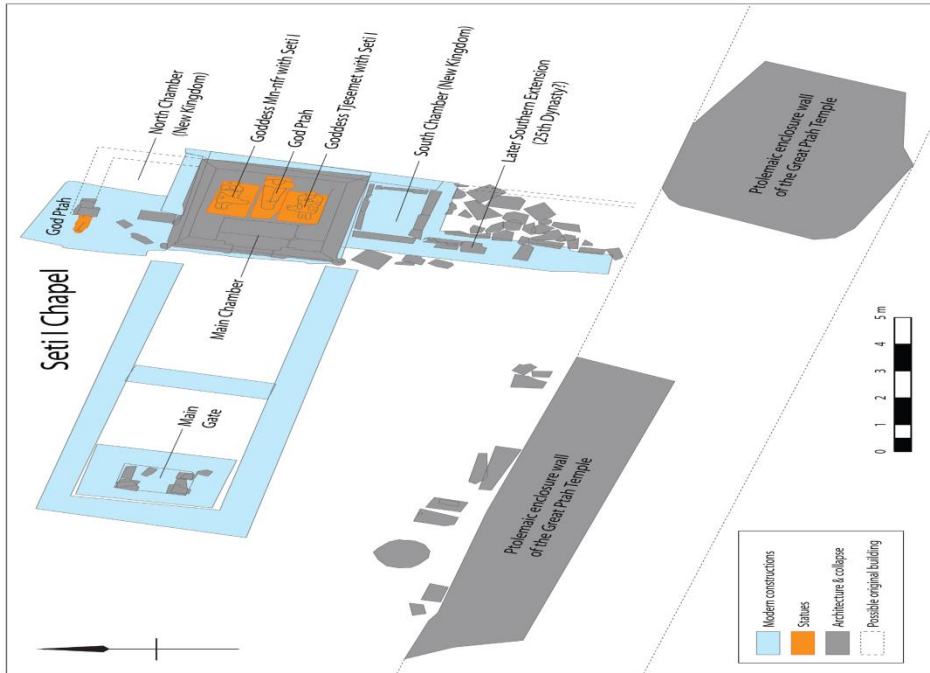 Seti I Chapel
God Ptah
North Chamber
(New Kingdom)
Goddess Mn-nfr with Seti I
God Ptah
Goddess Tjesemet with Seti I
South Chamber (New Kingdom)
Later Southern Extension
(25th Dynasty?)
Main Chamber
Main
Gate
Ptolemaic enclosure wall
of the Great Ptah Temple
Ptolemaic enclosure wall
of the Great Ptah Temple
0 1 2 3 4 5 m
Modern constructions
Statues
Architecture & collapse
Possible original building